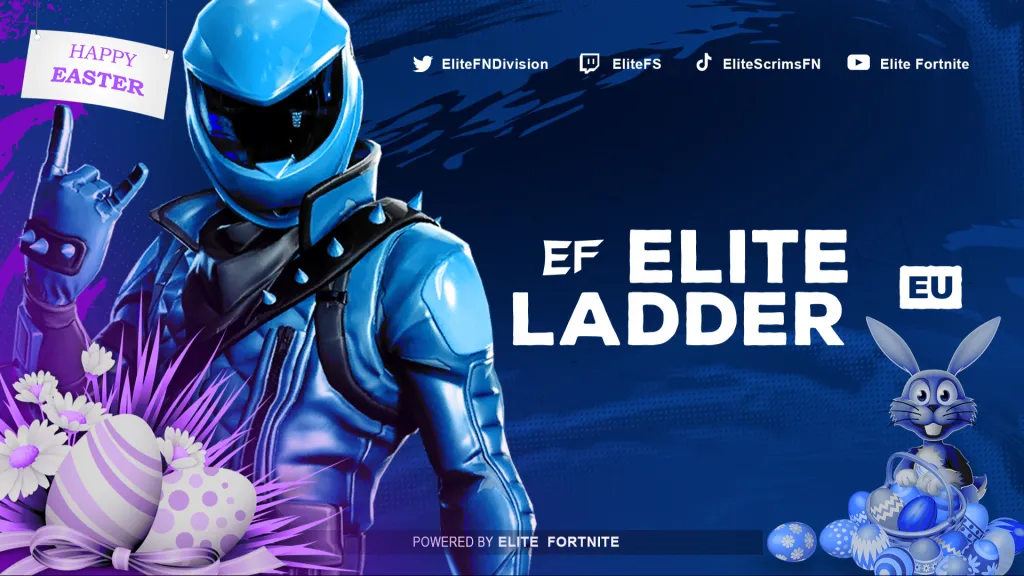 HAPPY
EASTER
EliteFNDivision
EliteFS
EliteScrimsFN
Elite Fortnite
EF ELITE
LADDER
EU
POWERED BY ELITE FORTNITE